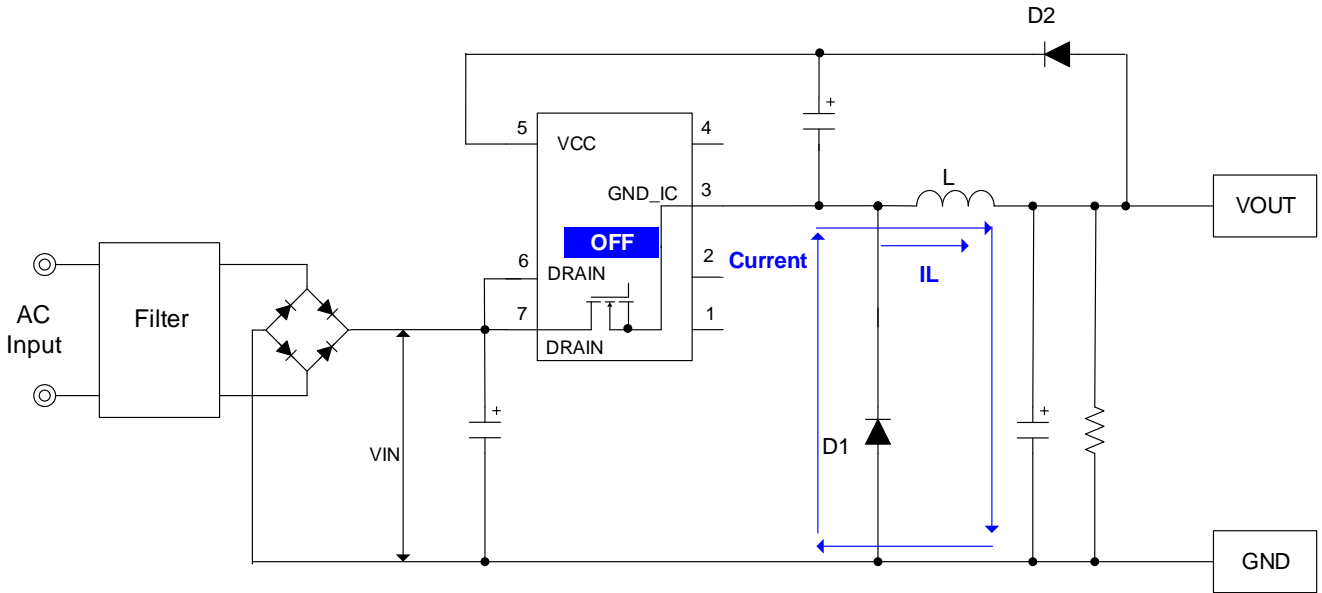 D2
+
5
4
VCC
GND_IC
3
L
VOUT
OFF
Current
IL
6
2
DRAIN
AC
Input
Filter
7
1
DRAIN
+
+
VIN
D1
GND